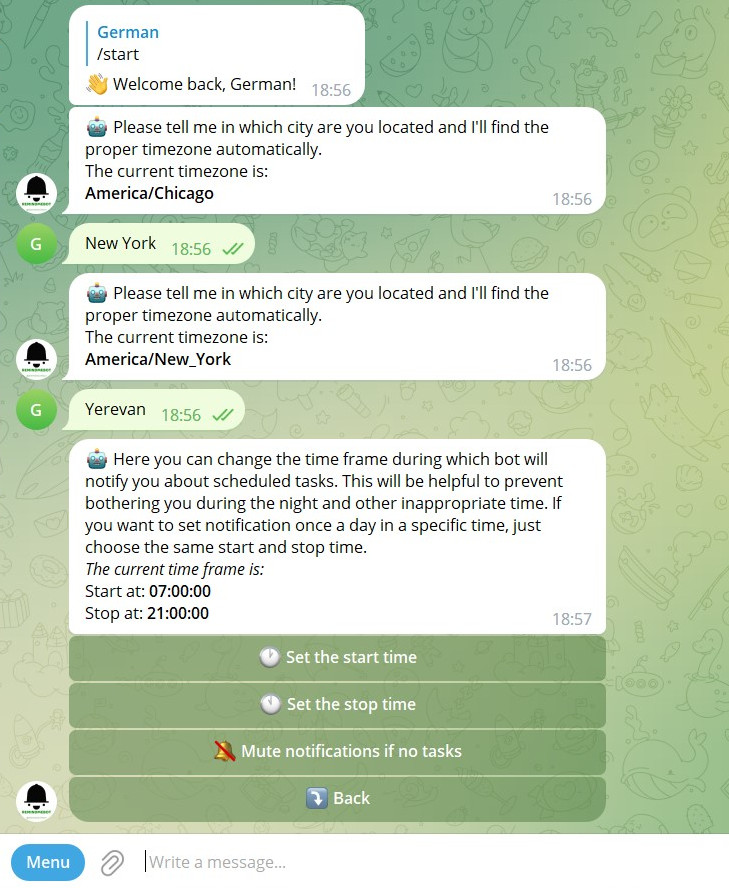 German
/start
👋 Welcome back, German! 18:56
🤖 Please tell me in which city are you located and I'll find the
proper timezone automatically.
The current timezone is:
America/Chicago 18:56
REMINDMEBOT
G
New York 18:56
🤖 Please tell me in which city are you located and I'll find the
proper timezone automatically.
The current timezone is:
America/New_York 18:56
REMINDMEBOT
G
Yerevan 18:56
🤖 Here you can change the time frame during which bot will
notify you about scheduled tasks. This will be helpful to prevent
bothering you during the night and other inappropriate time. If
you want to set notification once a day in a specific time, just
choose the same start and stop time.
The current time frame is:
Start at: 07:00:00
Stop at: 21:00:00 18:57
Set the start time
Set the stop time
Mute notifications if no tasks
Back
REMINDMEBOT
Menu
Write a message...